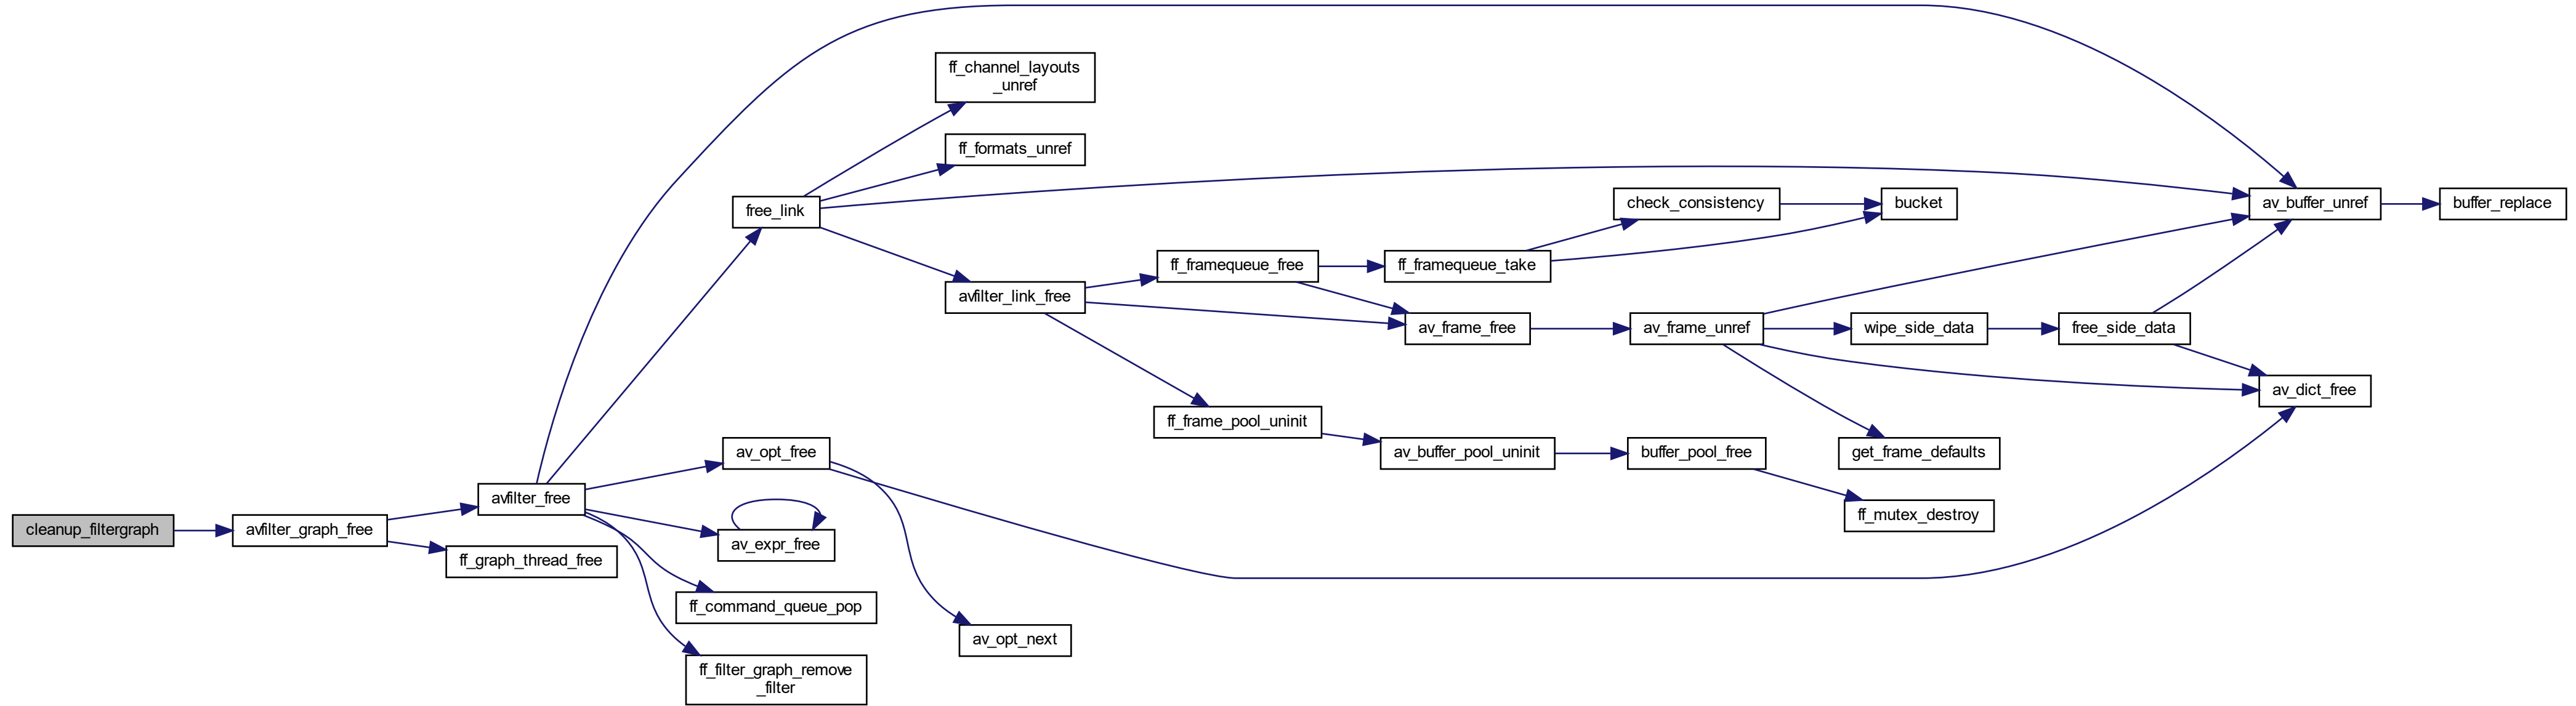 cleanup_filtergraph
avfilter_graph_free
avfilter_free
ff_graph_thread_free
free_link
av_opt_free
av_expr_free
ff_command_queue_pop
ff_filter_graph_remove
_filter
ff_channel_layouts
_unref
ff_formats_unref
avfilter_link_free
av_opt_next
ff_framequeue_free
ff_frame_pool_uninit
ff_framequeue_take
av_frame_free
av_buffer_pool_uninit
check_consistency
av_frame_unref
buffer_pool_free
bucket
wipe_side_data
get_frame_defaults
ff_mutex_destroy
free_side_data
av_buffer_unref
av_dict_free
buffer_replace